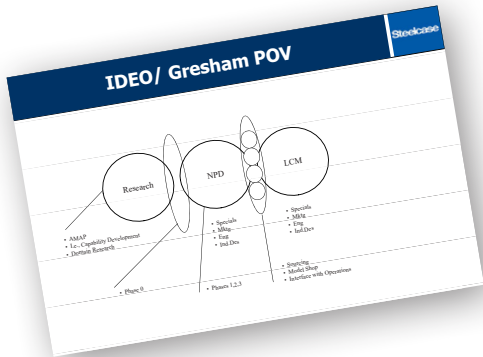 IDEO/ Gresham POV
Steelcase
Research
NPD
LCM
• AMAP
• I.e., Capability Development
• Domain Research
• Specials
• Mktg
• Eng
• Ind.Des
• Specials
• Mktg
• Eng
• Ind.Des
• Phase 0
• Phases 1,2,3
• Sourcing
• Model Shop
• Interface with Operations